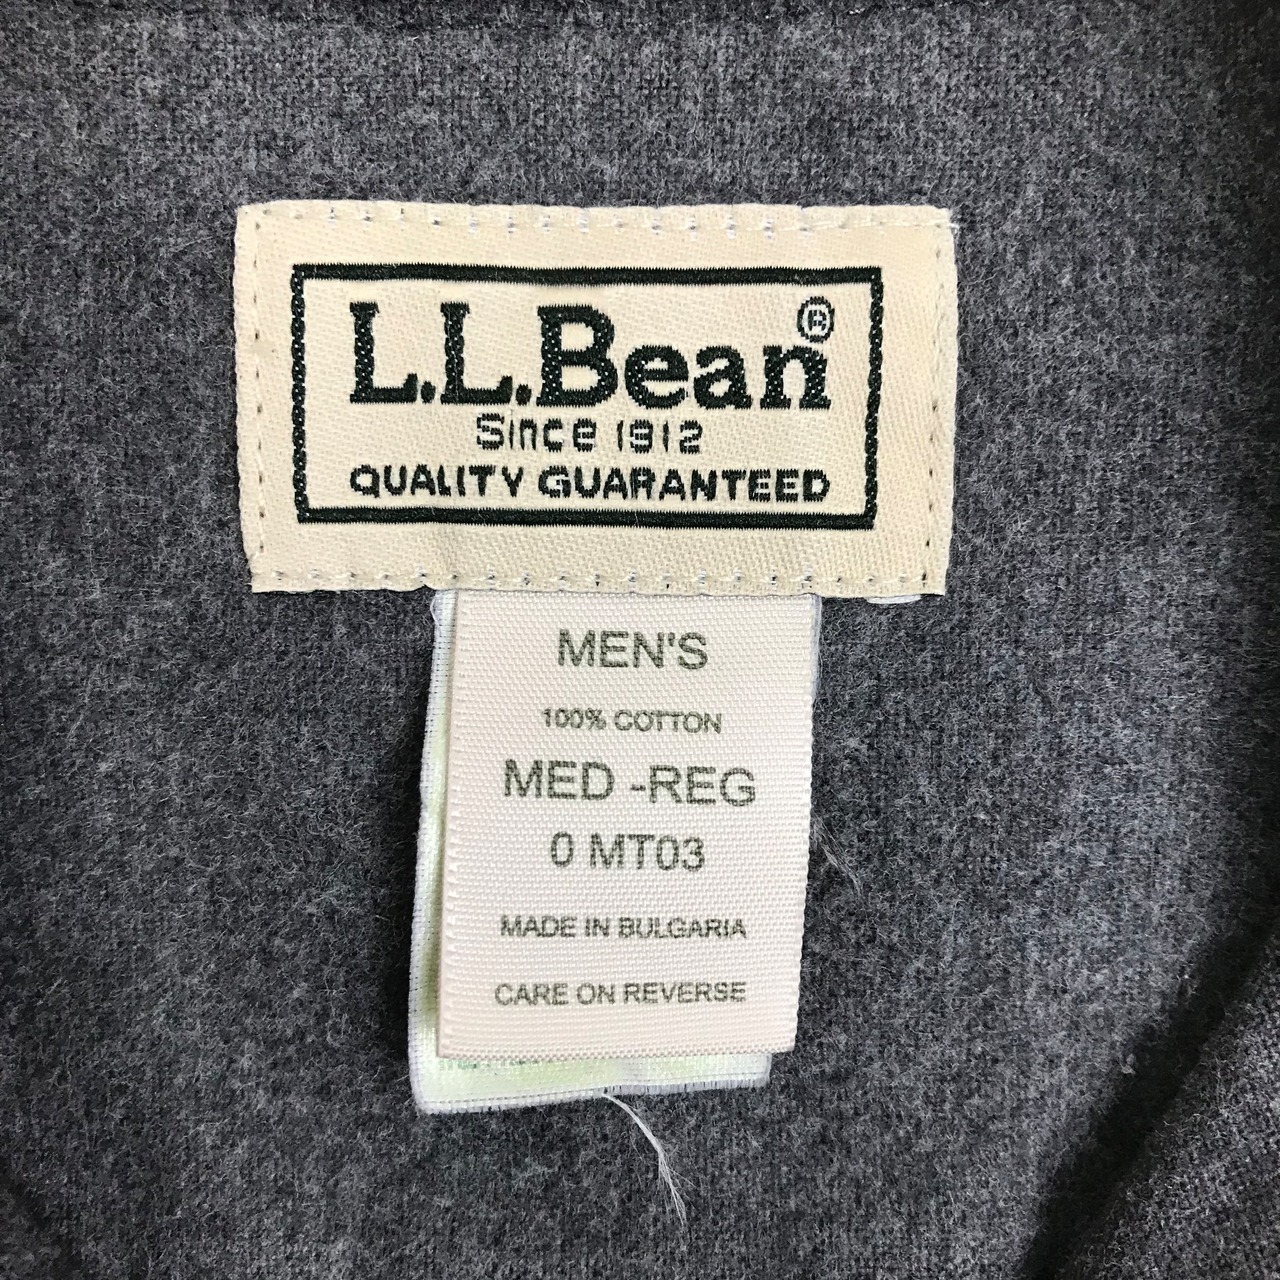 L.L.Bean®
Since 1912
QUALITY GUARANTEED
MEN'S
100% COTTON
MED -REG
0 MT03
MADE IN BULGARIA
CARE ON REVERSE